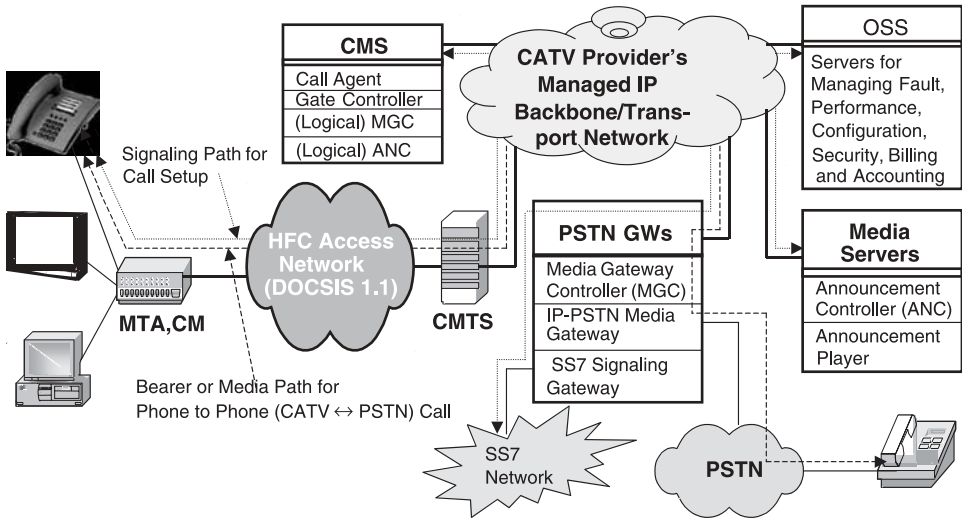 CMS
Call Agent
Gate Controller
(Logical) MGC
(Logical) ANC
CATV Provider's
Managed IP
Backbone/Trans-
port Network
OSS
Servers for
Managing Fault,
Performance,
Configuration,
Security, Billing
and Accounting
Signaling Path for
Call Setup
HFC Access
Network
(DOCSIS 1.1)
MTA,CM
CMTS
PSTN GWs
Media Gateway
Controller (MGC)
IP-PSTN Media
Gateway
SS7 Signaling
Gateway
Media
Servers
Announcement
Controller (ANC)
Announcement
Player
Bearer or Media Path for
Phone to Phone (CATV ↔ PSTN) Call
SS7
Network
PSTN